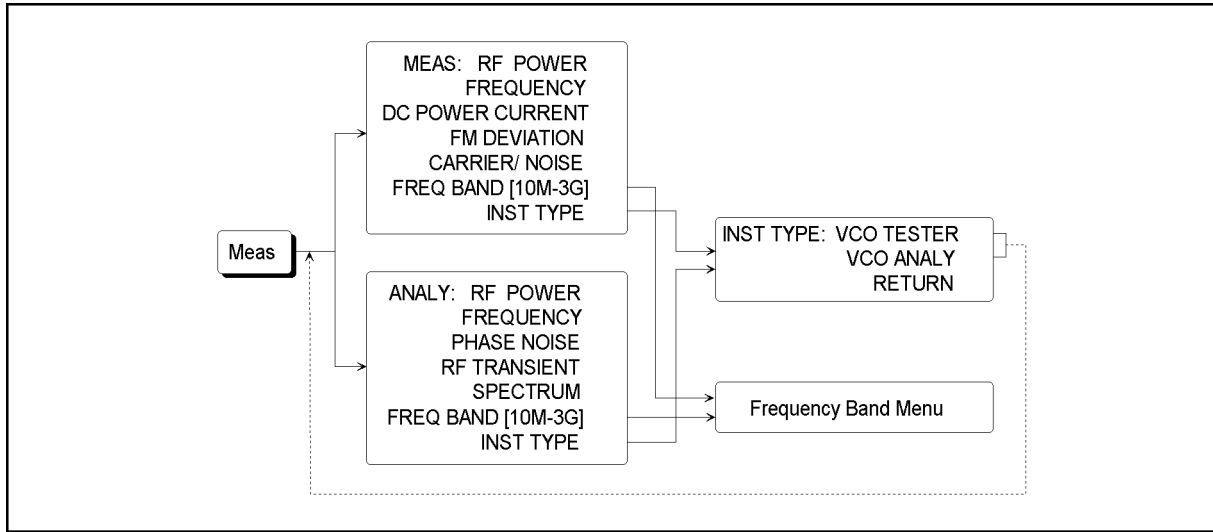 Meas
MEAS: RF POWER
FREQUENCY
DC POWER CURRENT
FM DEVIATION
CARRIER/ NOISE
FREQ BAND [10M-3G]
INST TYPE
ANALY: RF POWER
FREQUENCY
PHASE NOISE
RF TRANSIENT
SPECTRUM
FREQ BAND [10M-3G]
INST TYPE
INST TYPE: VCO TESTER
VCO ANALY
RETURN
Frequency Band Menu